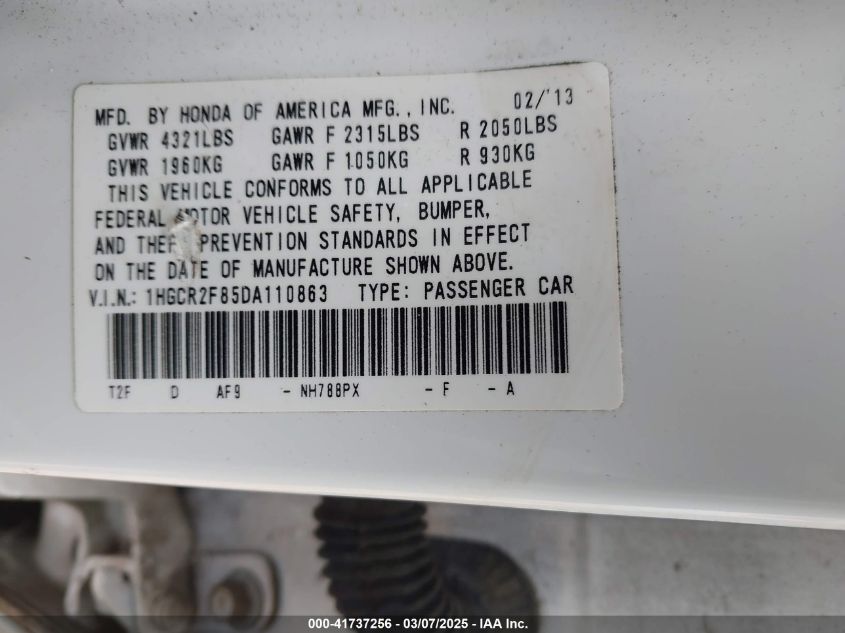 MFD. BY HONDA OF AMERICA MFG., INC. 02/'13
GVWR 4321LBS GAWR F 2315LBS R 2050LBS
GVWR 1960KG GAWR F 1050KG R 930KG
THIS VEHICLE CONFORMS TO ALL APPLICABLE
FEDERAL MOTOR VEHICLE SAFETY, BUMPER,
AND THEFT PREVENTION STANDARDS IN EFFECT
ON THE DATE OF MANUFACTURE SHOWN ABOVE.
V.I.N.: 1HGCR2F85DA110863 TYPE: PASSENGER CAR
T2F D AF9 - NH788PX - F - A
000-41737256 - 03/07/2025 - IAA Inc.